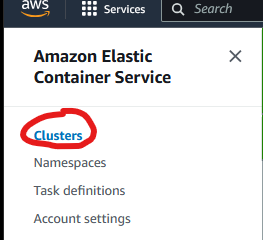 aws
Services
Search
Amazon Elastic
Container Service
Clusters
Namespaces
Task definitions
Account settings